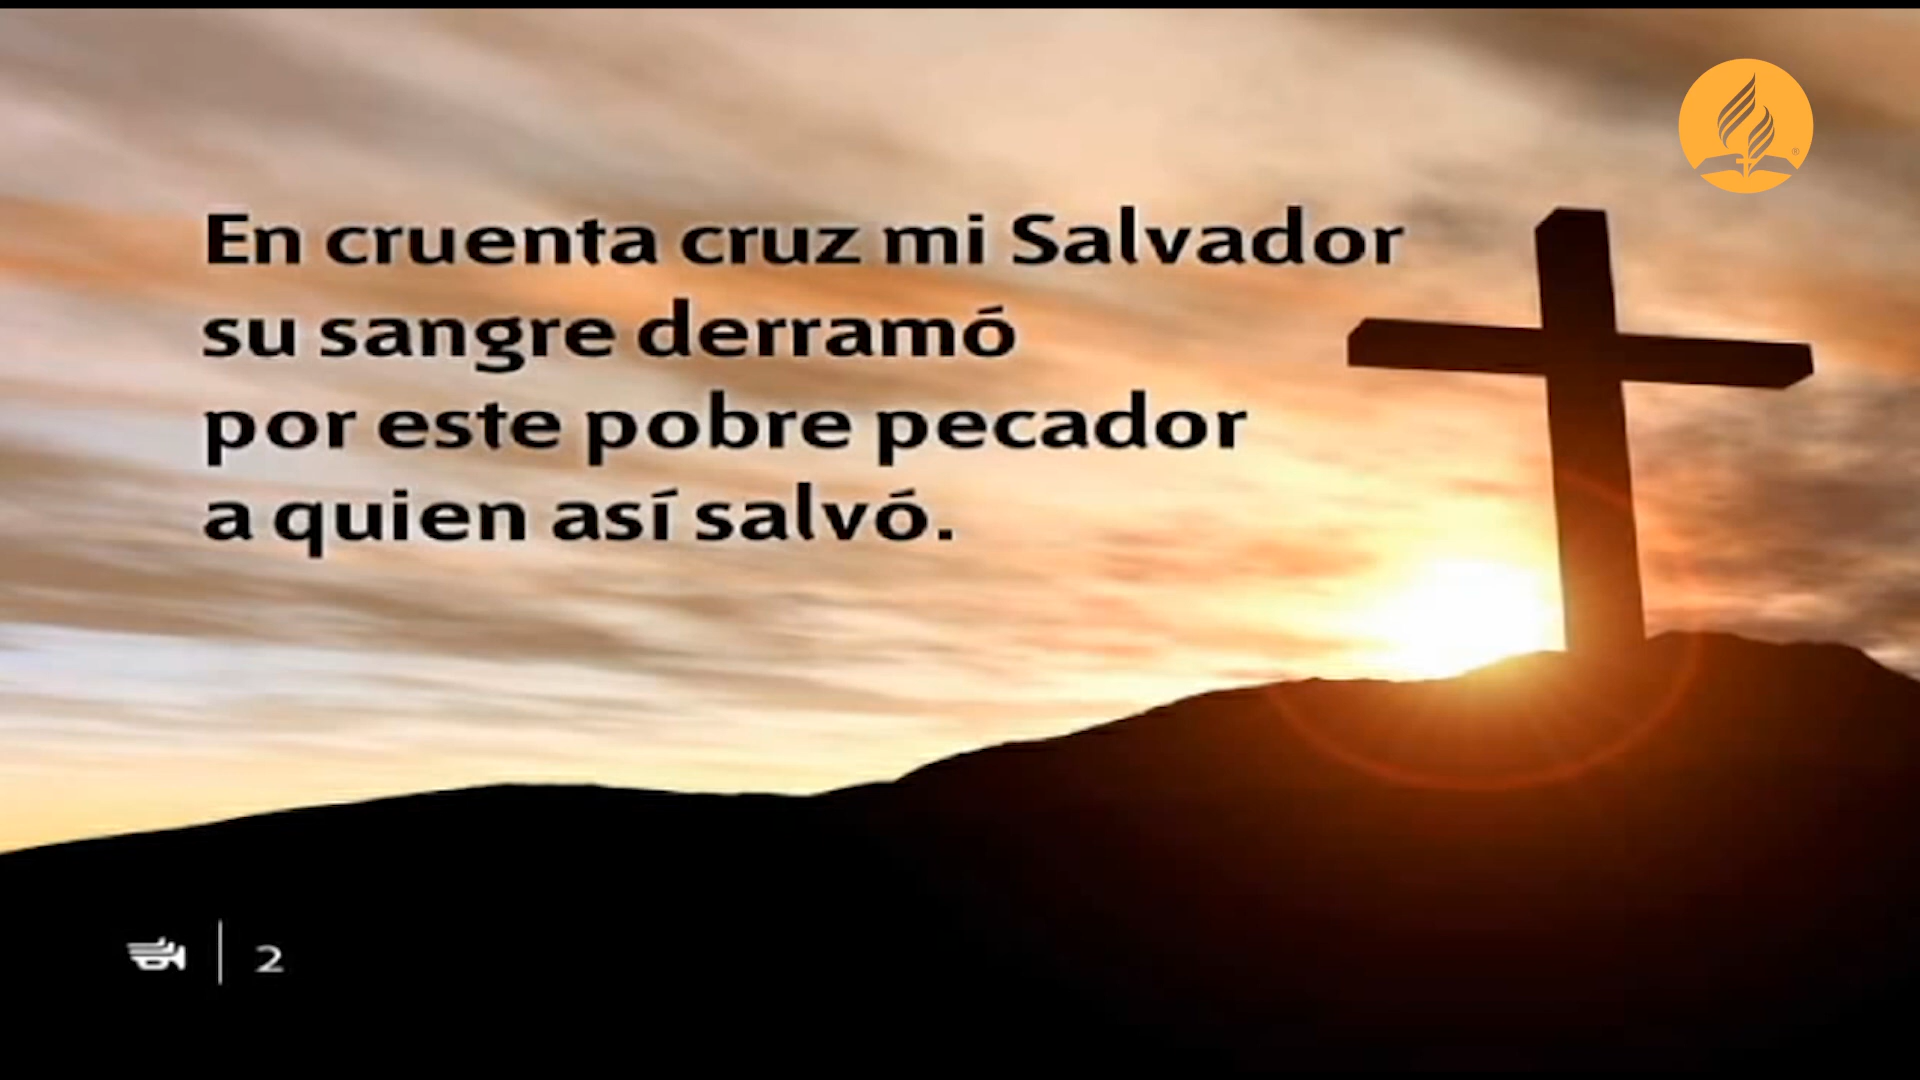 En cruenta cruz mi Salvador
su sangre derramó
por este pobre pecador
a quien así salvó.
2